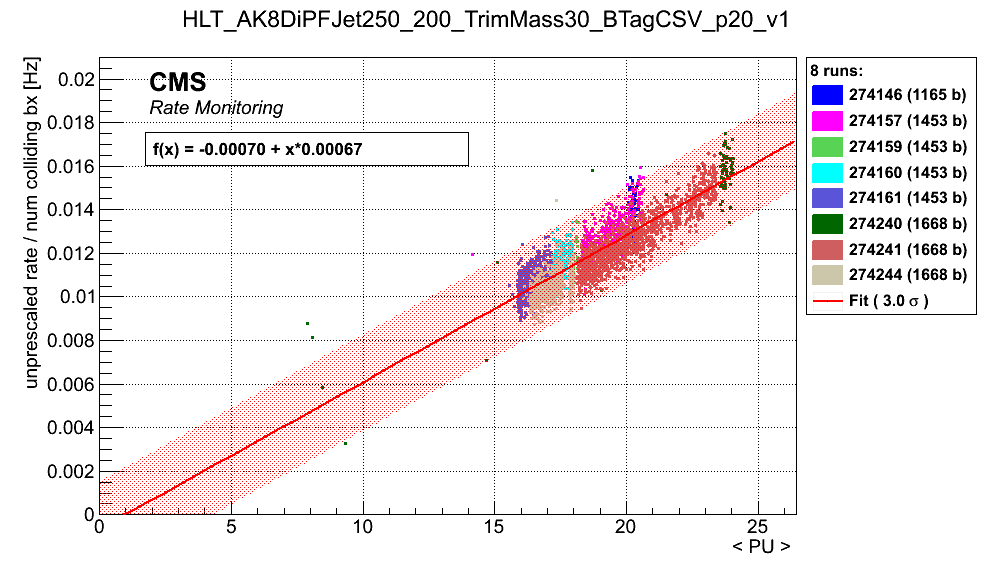 HLT_AK8DiPFJet250_200_TrimMass30_BTagCSV_p20_v1
unprescaled rate / num colliding bx [Hz]
0.02
0.018
0.016
0.014
0.012
0.01
0.008
0.006
0.004
0.002
0
CMS
Rate Monitoring
f(x) = -0.00070 + x*0.00067
0 5 10 15 20 25
< PU >
8 runs:
274146 (1165 b)
274157 (1453 b)
274159 (1453 b)
274160 (1453 b)
274161 (1453 b)
274240 (1668 b)
274241 (1668 b)
274244 (1668 b)
Fit ( 3.0 σ )